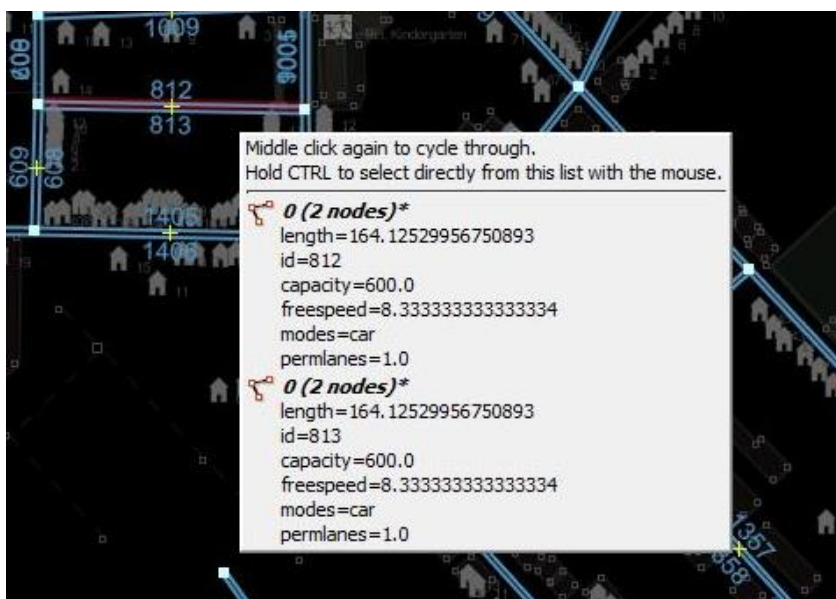 1009
812
813
609
608
1405
1406
Kindergarten
Middle click again to cycle through.
Hold CTRL to select directly from this list with the mouse.
0 (2 nodes)*
length=164.12529956750893
id=812
capacity=600.0
freespeed=8.333333333333334
modes=car
permlanes=1.0
0 (2 nodes)*
length=164.12529956750893
id=813
capacity=600.0
freespeed=8.333333333333334
modes=car
permlanes=1.0
1357